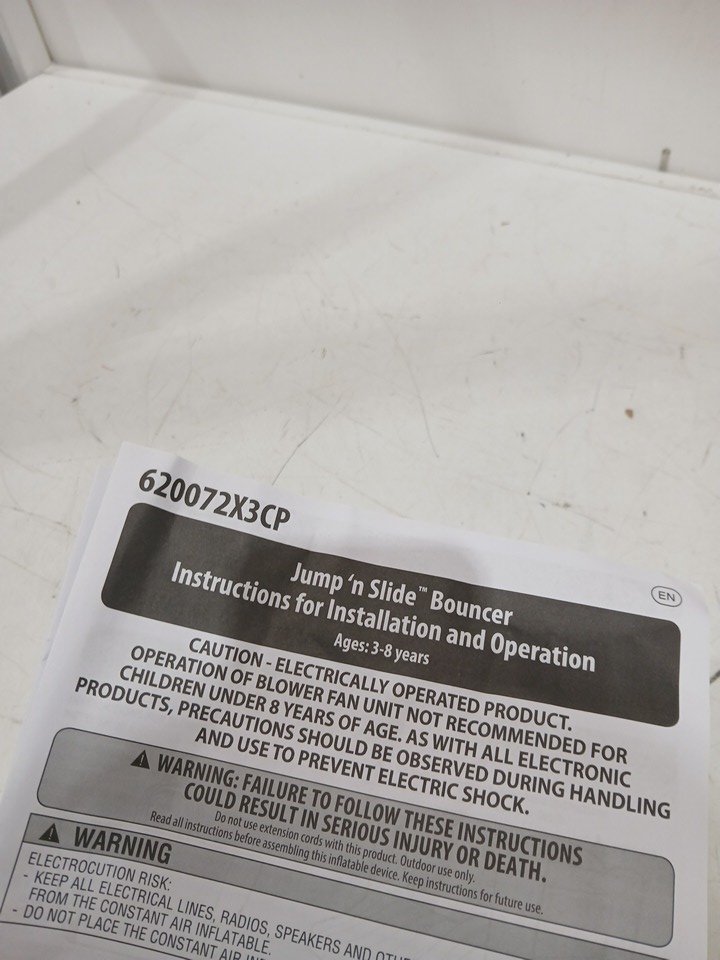 620072X3CP
EN
Jump ‘n Slide™ Bouncer
Instructions for Installation and Operation
Ages: 3-8 years
CAUTION - ELECTRICALLY OPERATED PRODUCT.
OPERATION OF BLOWER FAN UNIT NOT RECOMMENDED FOR
CHILDREN UNDER 8 YEARS OF AGE. AS WITH ALL ELECTRONIC
PRODUCTS, PRECAUTIONS SHOULD BE OBSERVED DURING HANDLING
AND USE TO PREVENT ELECTRIC SHOCK.
WARNING: FAILURE TO FOLLOW THESE INSTRUCTIONS
COULD RESULT IN SERIOUS INJURY OR DEATH.
Do not use extension cords with this product. Outdoor use only.
Read all instructions before assembling this inflatable device. Keep instructions for future use.
WARNING
ELECTROCUTION RISK:
- KEEP ALL ELECTRICAL LINES, RADIOS, SPEAKERS AND
FROM THE CONSTANT AIR INFLATABLE.
- DO NOT PLACE THE CONSTANT AIR